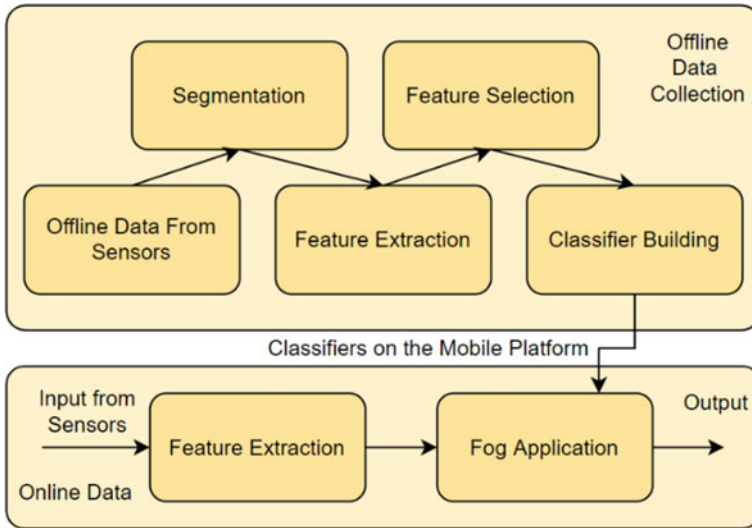 Offline
Data
Collection
Segmentation
Feature Selection
Offline Data From
Sensors
Feature Extraction
Classifier Building
Classifiers on the Mobile Platform
Input from
Sensors
Online Data
Feature Extraction
Fog Application
Output